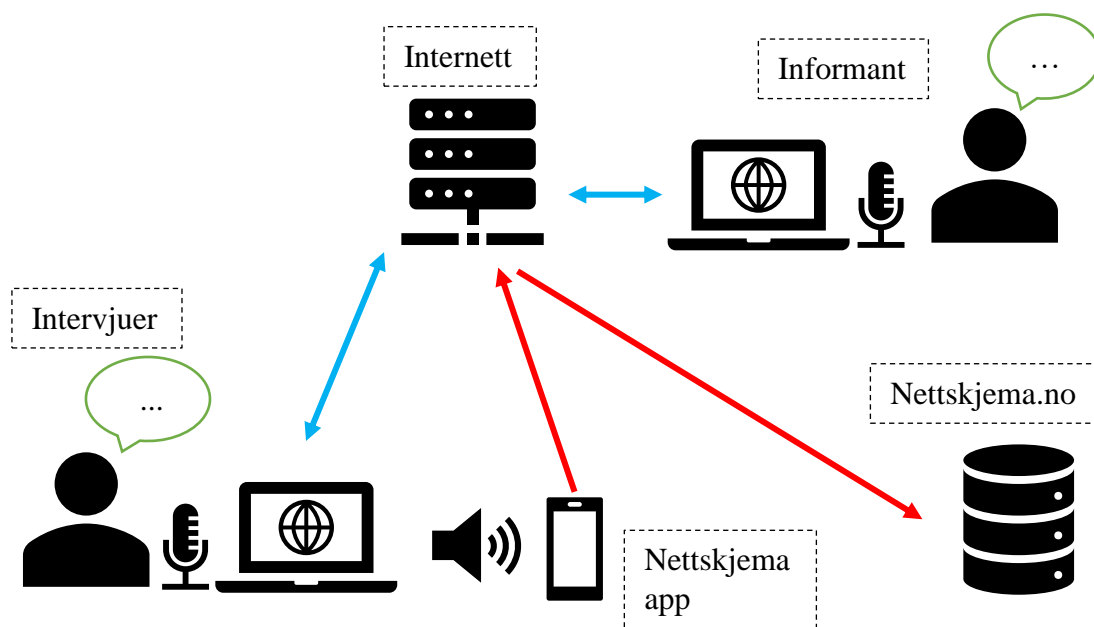 Internett
Informant
…
Intervjuer
...
Nettskjema.no
Nettskjema
app